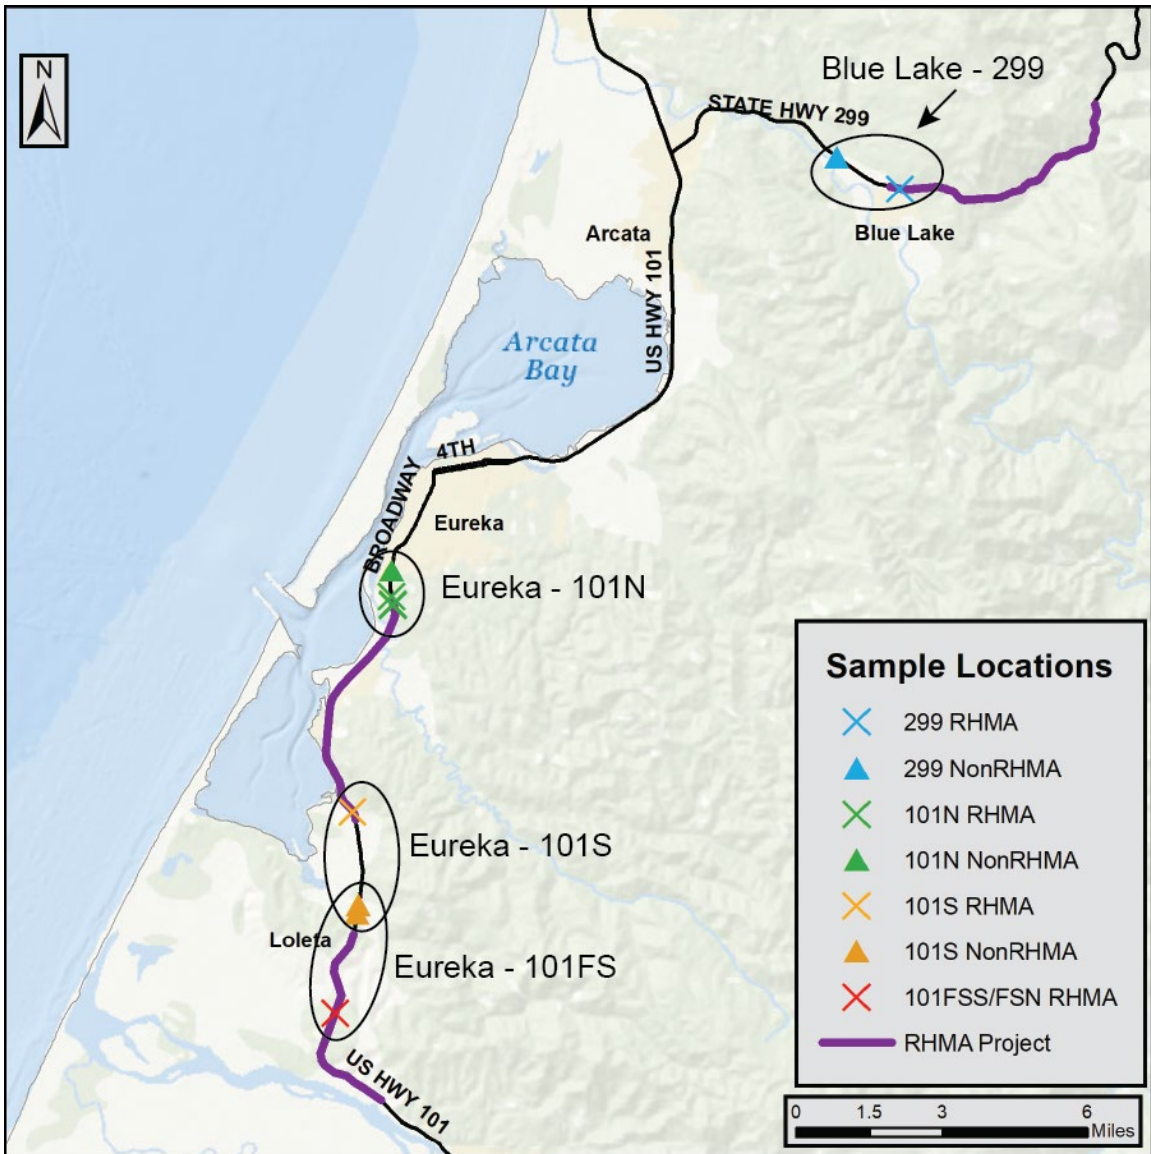 N
Blue Lake - 299
STATE HWY 299
Arcata
Blue Lake
US HWY 101
Arcata
Bay
4TH
BROADWAY
Eureka
Eureka - 101N
Eureka - 101S
Loleta
Eureka - 101FS
US HWY 101
Sample Locations
299 RHMA
299 NonRHMA
101N RHMA
101N NonRHMA
101S RHMA
101S NonRHMA
101FSS/FSN RHMA
RHMA Project
0 1.5 3 6
Miles